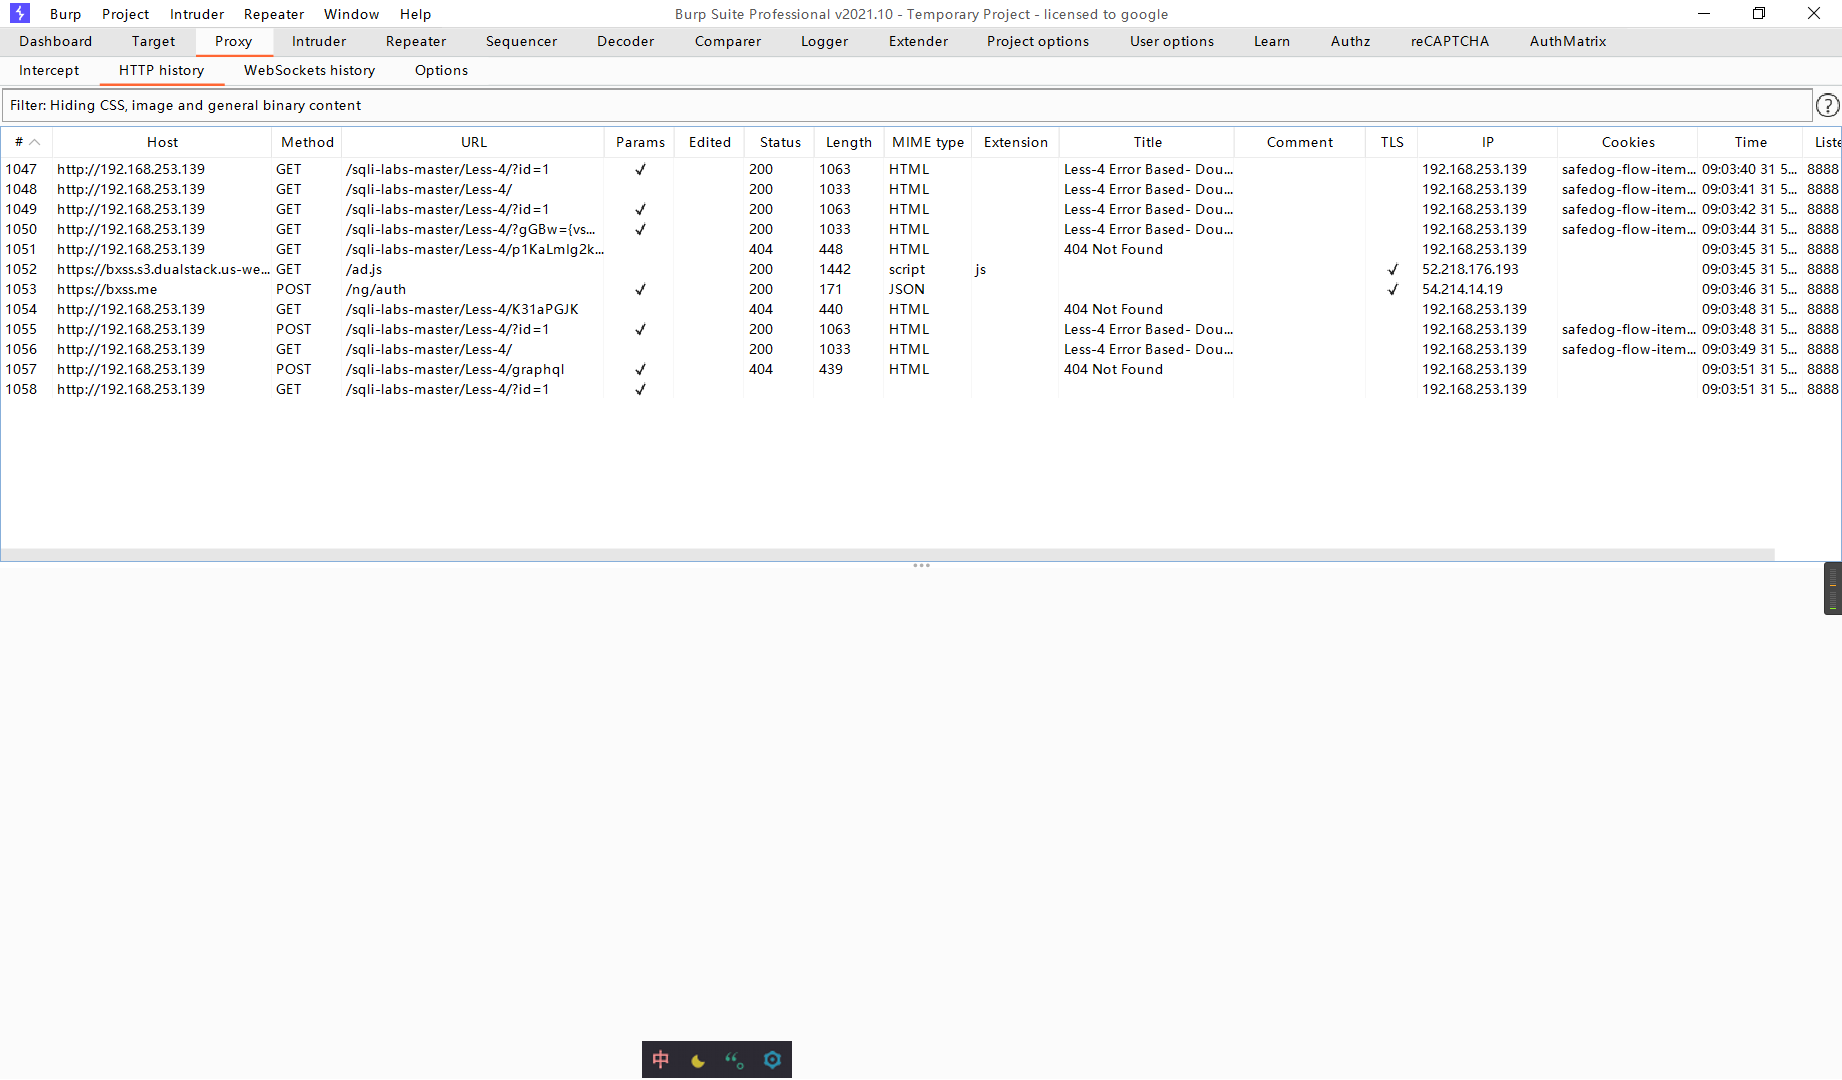 Burp Project Intruder Repeater Window Help Burp Suite Professional v2021.10 - Temporary Project - licensed to google
Dashboard Target Proxy Intruder Repeater Sequencer Decoder Comparer Logger Extender Project options User options Learn Authz reCAPTCHA AuthMatrix
Intercept HTTP history WebSockets history Options
Filter: Hiding CSS, image and general binary content ?
# Host Method URL Params Edited Status Length MIME type Extension Title Comment TLS IP Cookies Time Liste
1047 http://192.168.253.139 GET /sqli-labs-master/Less-4/?id=1 ✓ 200 1063 HTML Less-4 Error Based- Dou... 192.168.253.139 safedog-flow-item... 09:03:40 31 5... 8888
1048 http://192.168.253.139 GET /sqli-labs-master/Less-4/ 200 1033 HTML Less-4 Error Based- Dou... 192.168.253.139 safedog-flow-item... 09:03:41 31 5... 8888
1049 http://192.168.253.139 GET /sqli-labs-master/Less-4/?id=1 ✓ 200 1063 HTML Less-4 Error Based- Dou... 192.168.253.139 safedog-flow-item... 09:03:42 31 5... 8888
1050 http://192.168.253.139 GET /sqli-labs-master/Less-4/?gGBw={vs... ✓ 200 1033 HTML Less-4 Error Based- Dou... 192.168.253.139 safedog-flow-item... 09:03:44 31 5... 8888
1051 http://192.168.253.139 GET /sqli-labs-master/Less-4/p1KaLmIg2k... 404 448 HTML 404 Not Found 192.168.253.139 09:03:45 31 5... 8888
1052 https://bxss.s3.dualstack.us-we... GET /ad.js 200 1442 script js ✓ 52.218.176.193 09:03:45 31 5... 8888
1053 https://bxss.me POST /ng/auth ✓ 200 171 JSON ✓ 54.214.14.19 09:03:46 31 5... 8888
1054 http://192.168.253.139 GET /sqli-labs-master/Less-4/K31aPGJK 404 440 HTML 404 Not Found 192.168.253.139 09:03:48 31 5... 8888
1055 http://192.168.253.139 POST /sqli-labs-master/Less-4/?id=1 ✓ 200 1063 HTML Less-4 Error Based- Dou... 192.168.253.139 safedog-flow-item... 09:03:48 31 5... 8888
1056 http://192.168.253.139 GET /sqli-labs-master/Less-4/ 200 1033 HTML Less-4 Error Based- Dou... 192.168.253.139 safedog-flow-item... 09:03:49 31 5... 8888
1057 http://192.168.253.139 POST /sqli-labs-master/Less-4/graphql ✓ 404 439 HTML 404 Not Found 192.168.253.139 09:03:51 31 5... 8888
1058 http://192.168.253.139 GET /sqli-labs-master/Less-4/?id=1 ✓ 192.168.253.139 09:03:51 31 5... 8888
中